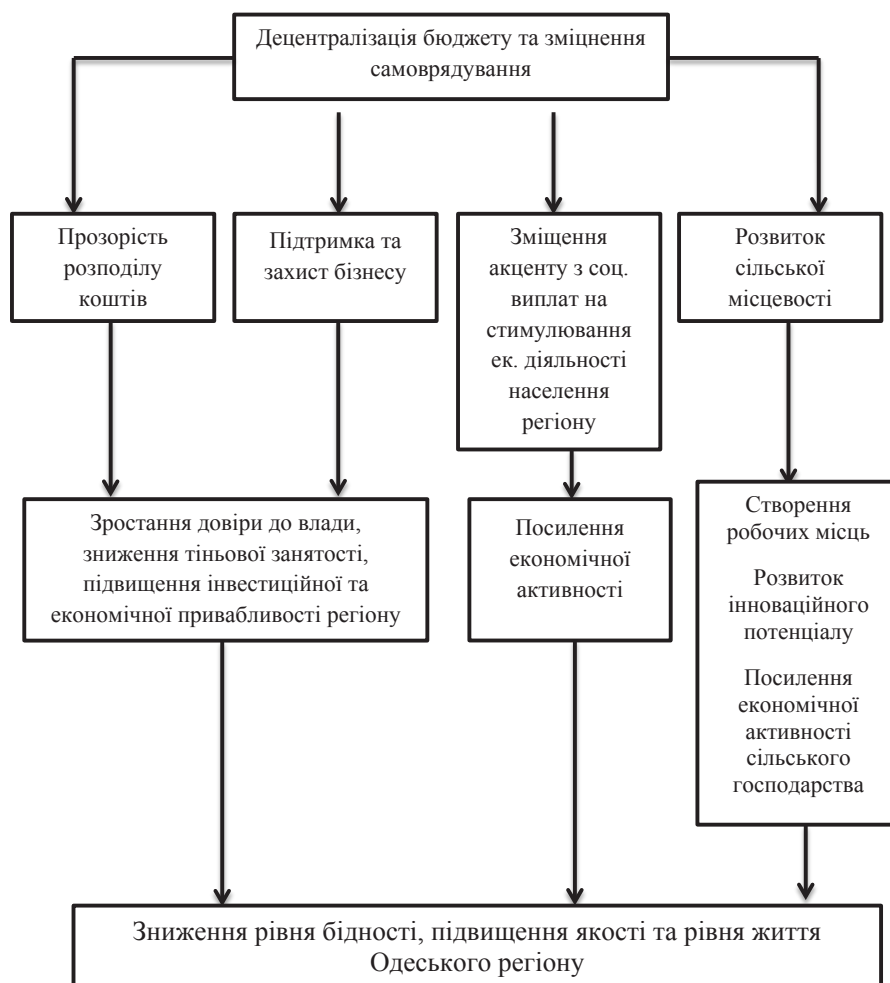 Децентралізація бюджету та зміцнення
самоврядування
Прозорість
розподілу
коштів
Підтримка та
захист бізнесу
Зміщення
акценту з соц.
виплат на
стимулювання
ек. діяльності
населення
регіону
Розвиток
сільської
місцевості
Зростання довіри до влади,
зниження тіньової занятості,
підвищення інвестиційної та
економічної привабливості регіону
Посилення
економічної
активності
Створення
робочих місць
Розвиток
інноваційного
потенціалу
Посилення
економічної
активності
сільського
господарства
Зниження рівня бідності, підвищення якості та рівня життя
Одеського регіону